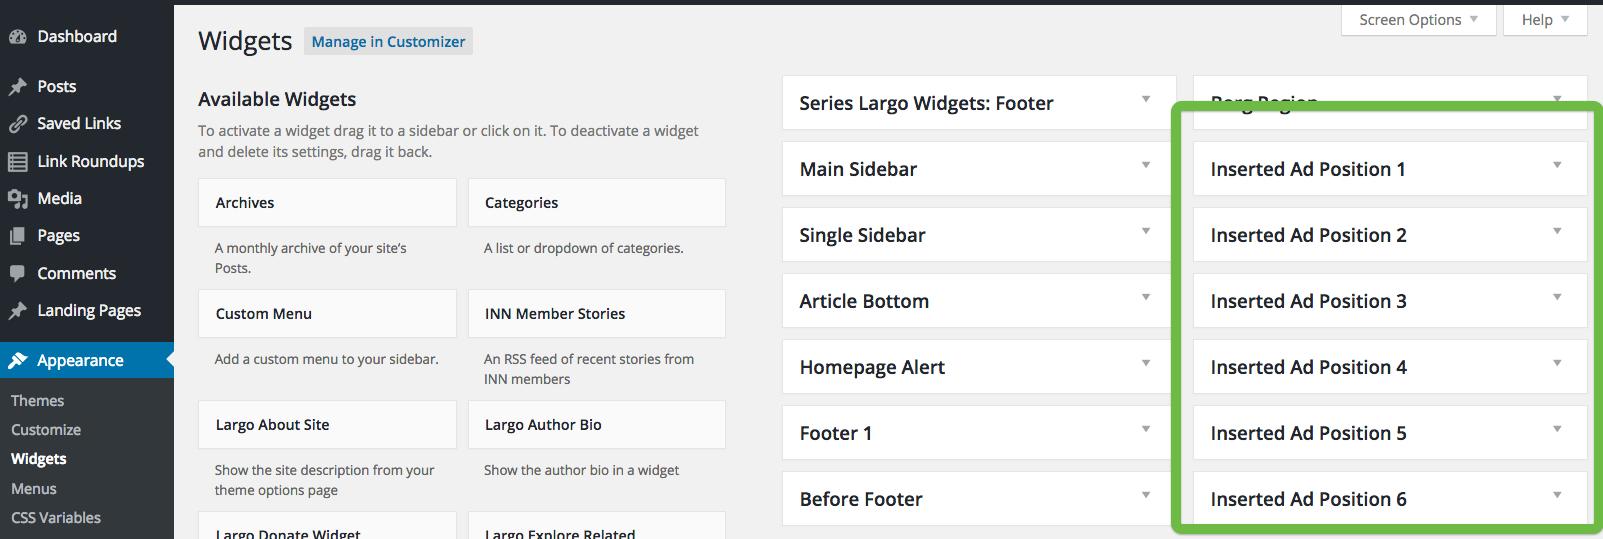 Dashboard
Posts
Saved Links
Link Roundups
Media
Pages
Comments
Landing Pages
Appearance
Themes
Customize
Widgets
Menus
CSS Variables
Screen Options
Help
Widgets
Manage in Customizer
Available Widgets
To activate a widget drag it to a sidebar or click on it. To deactivate a widget
and delete its settings, drag it back.
Archives
A monthly archive of your site’s
Posts.
Categories
A list or dropdown of categories.
Custom Menu
Add a custom menu to your sidebar.
INN Member Stories
An RSS feed of recent stories from
INN members
Largo About Site
Show the site description from your
theme options page
Largo Author Bio
Show the author bio in a widget
Largo Donate Widget
Largo Explore Related
Series Largo Widgets: Footer
Main Sidebar
Single Sidebar
Article Bottom
Homepage Alert
Footer 1
Before Footer
Region
Inserted Ad Position 1
Inserted Ad Position 2
Inserted Ad Position 3
Inserted Ad Position 4
Inserted Ad Position 5
Inserted Ad Position 6